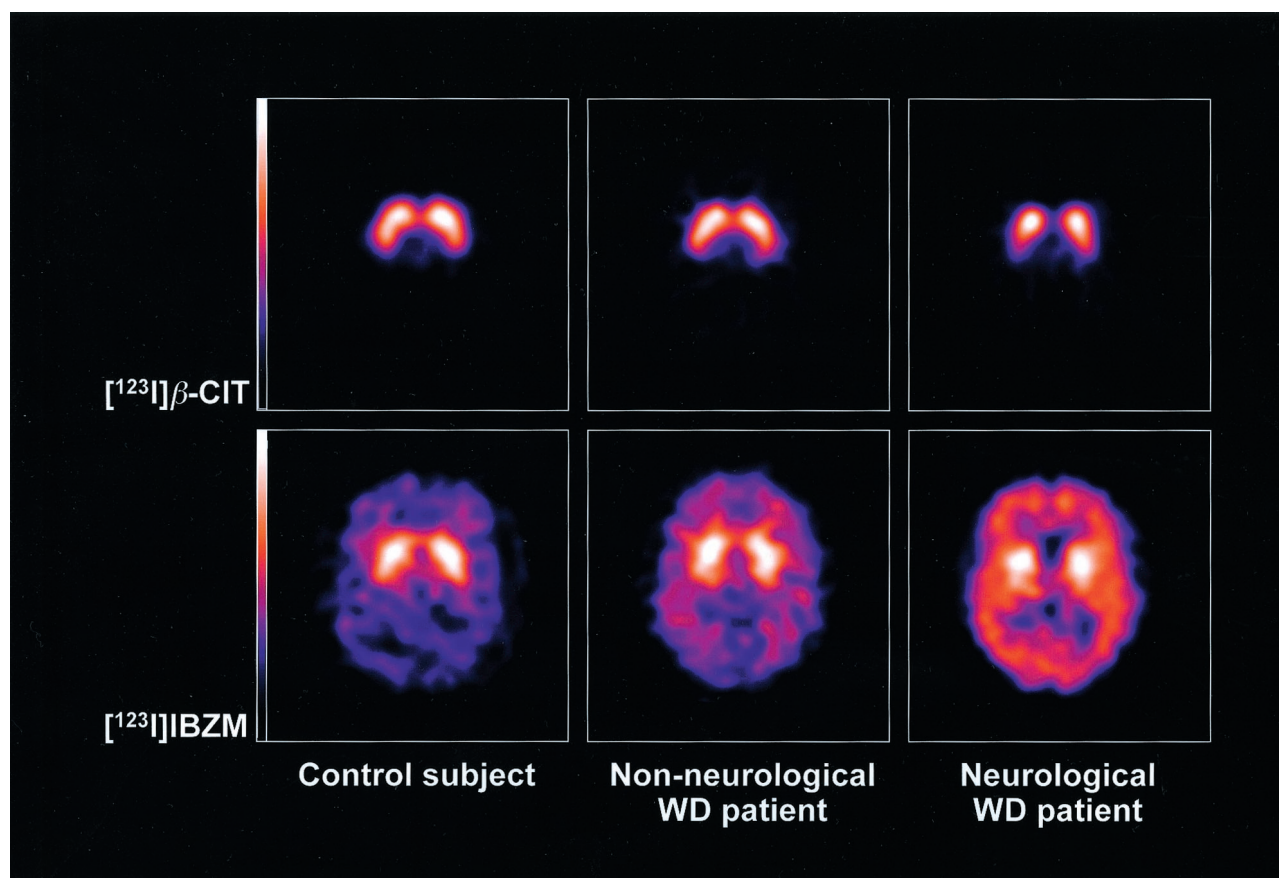 [¹²³I]β-CIT
[¹²³I]IBZM
Control subject
Non-neurological
WD patient
Neurological
WD patient